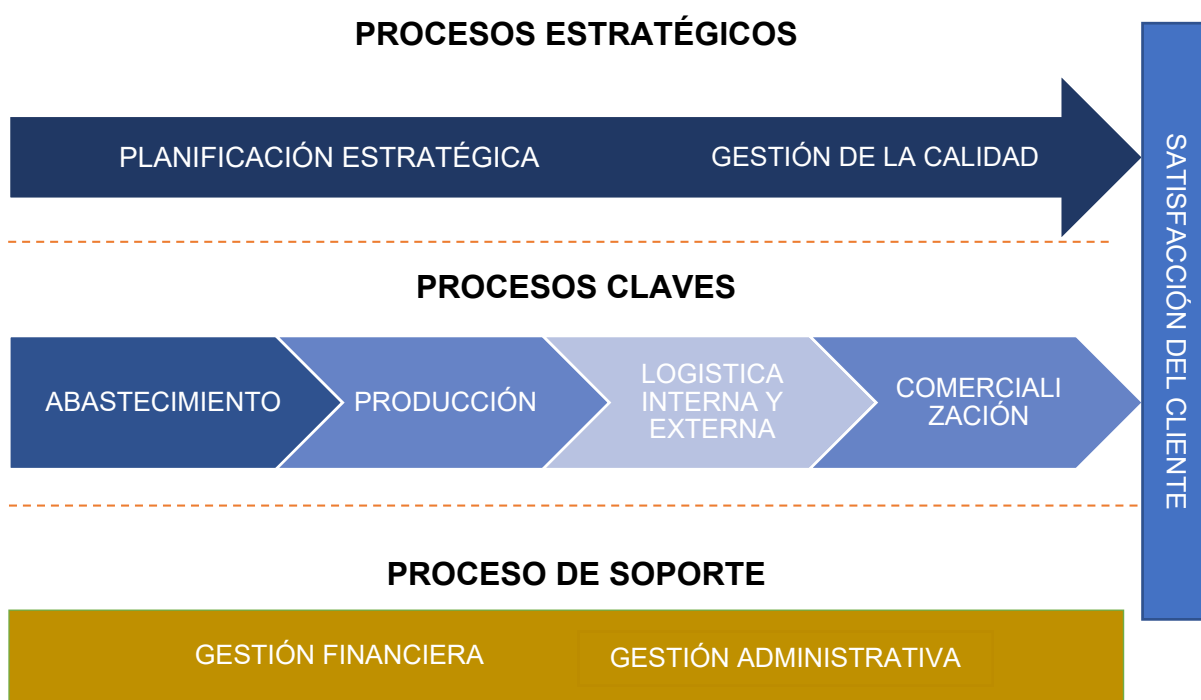 PROCESOS ESTRATÉGICOS
PLANIFICACIÓN ESTRATÉGICA
GESTIÓN DE LA CALIDAD
PROCESOS CLAVES
ABASTECIMIENTO
PRODUCCIÓN
LOGISTICA
INTERNA Y
EXTERNA
COMERCIALI
ZACIÓN
PROCESO DE SOPORTE
GESTIÓN FINANCIERA
GESTIÓN ADMINISTRATIVA
SATISFACCIÓN DEL CLIENTE